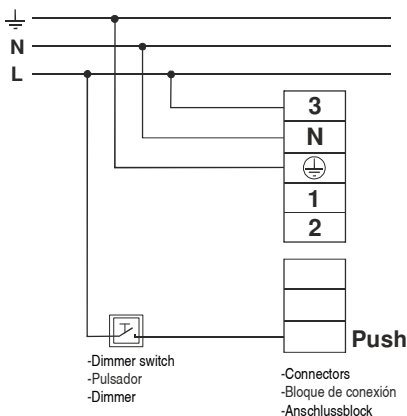 N
L
3
N
1
2
Push
-Dimmer switch
-Pulsador
-Dimmer
-Connectors
-Bloque de conexión
-Anschlussblock